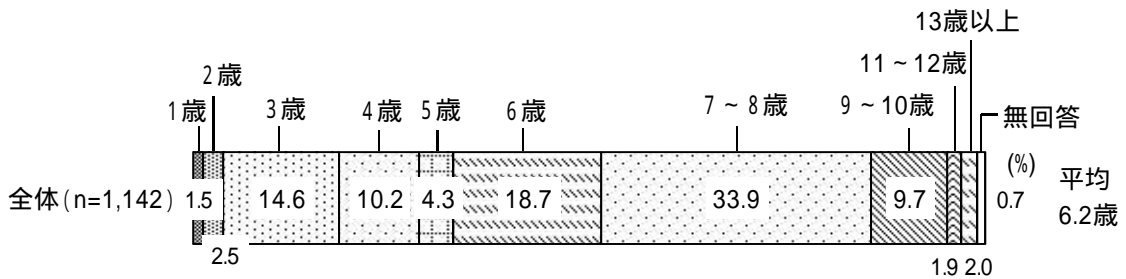 13歳以上
11～12歳
2歳
1歳 3歳 4歳 5歳 6歳 7～8歳 9～10歳 無回答
(%)
全体(n=1,142) 1.5 14.6 10.2 4.3 18.7 33.9 9.7 0.7 平均
6.2歳
2.5 1.9 2.0